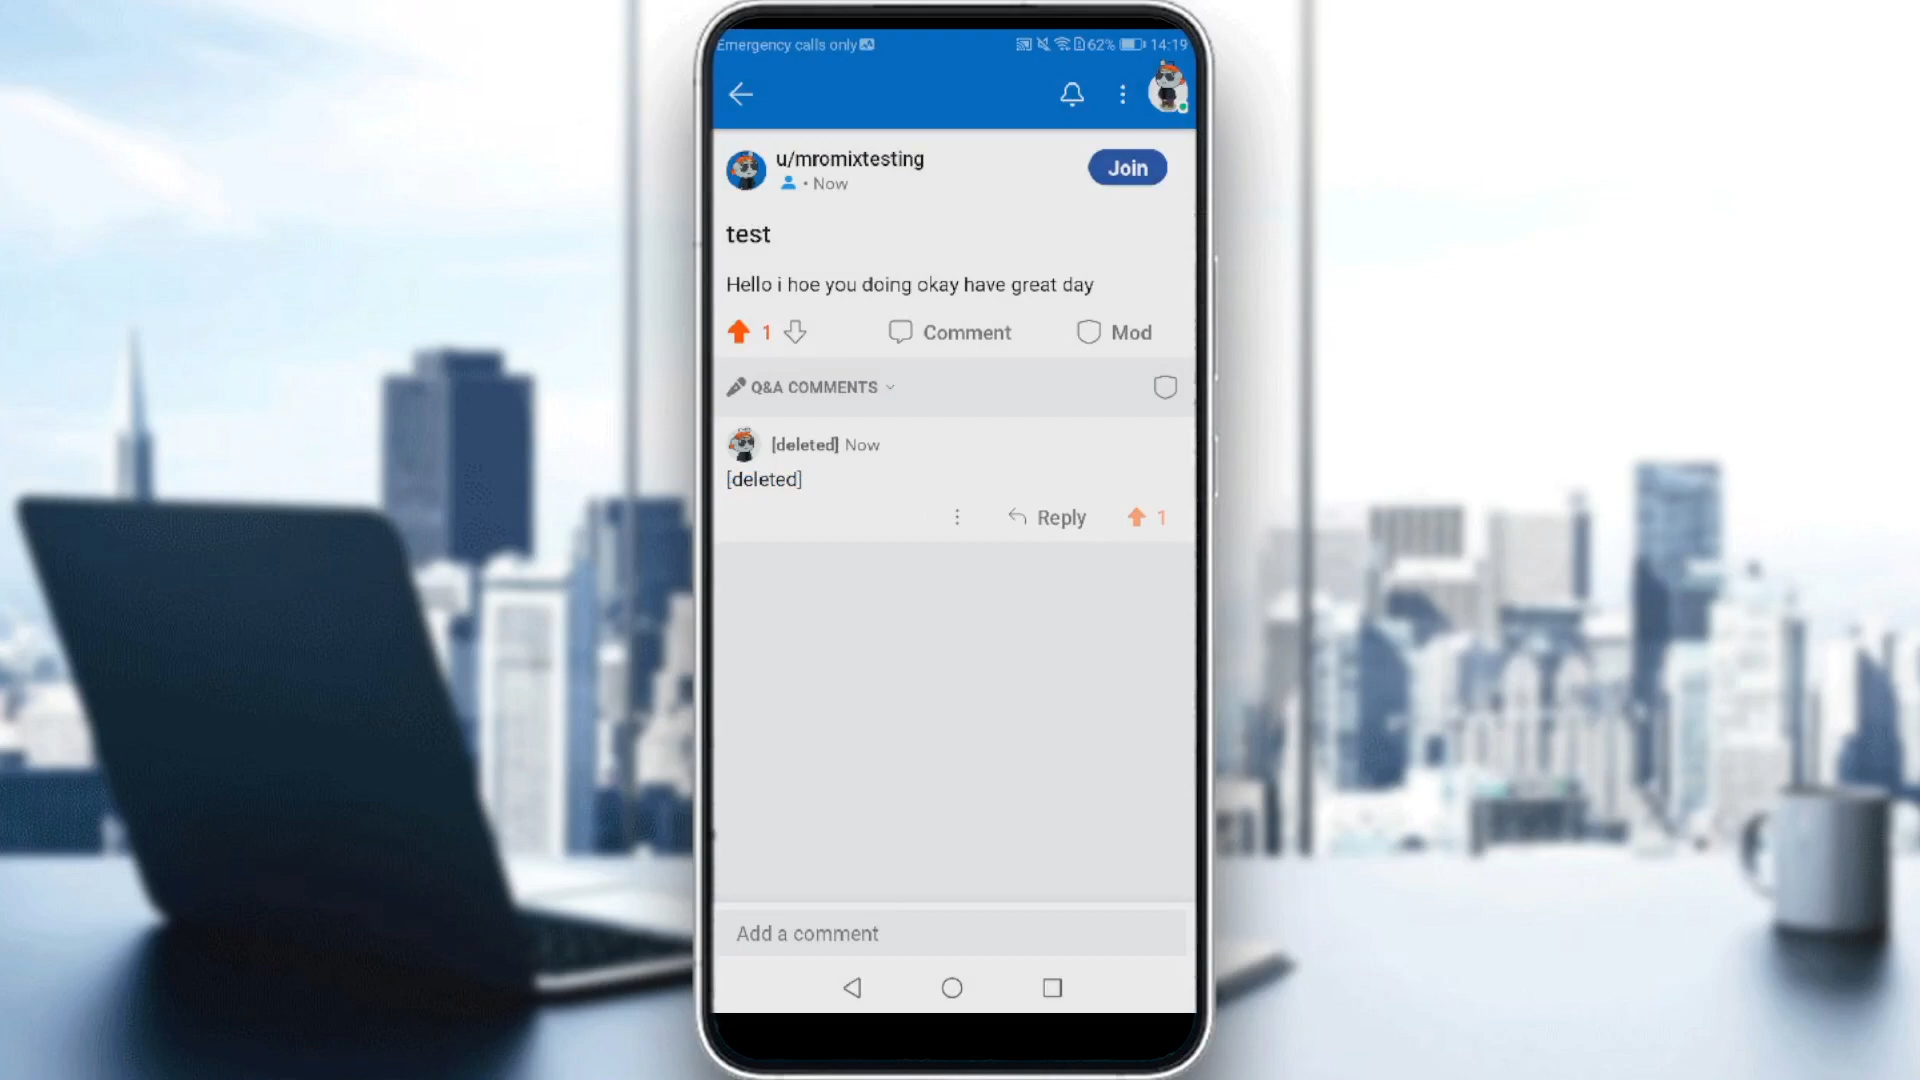 Emergency calls only 62% 14:19
u/mromixtesting
• Now
Join
test
Hello i hoe you doing okay have great day
1 Comment Mod
Q&A COMMENTS
[deleted] Now
[deleted]
Reply 1
Add a comment